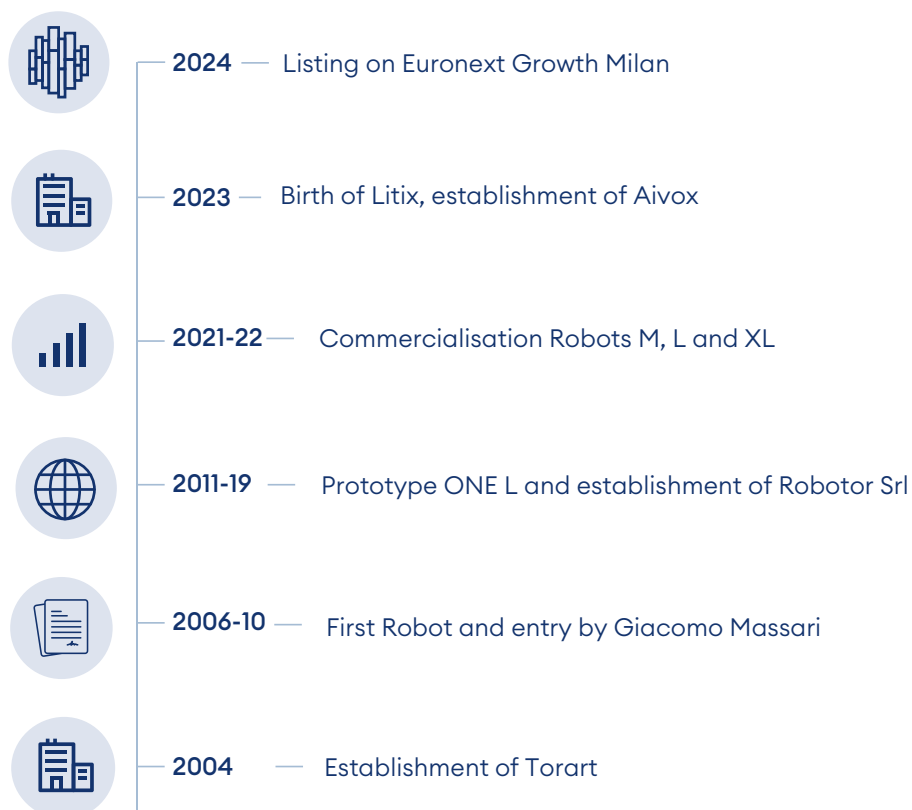 2024 Listing on Euronext Growth Milan
2023 Birth of Litix, establishment of Aivox
2021-22 Commercialisation Robots M, L and XL
2011-19 Prototype ONE L and establishment of Robotor Srl
2006-10 First Robot and entry by Giacomo Massari
2004 Establishment of Torart